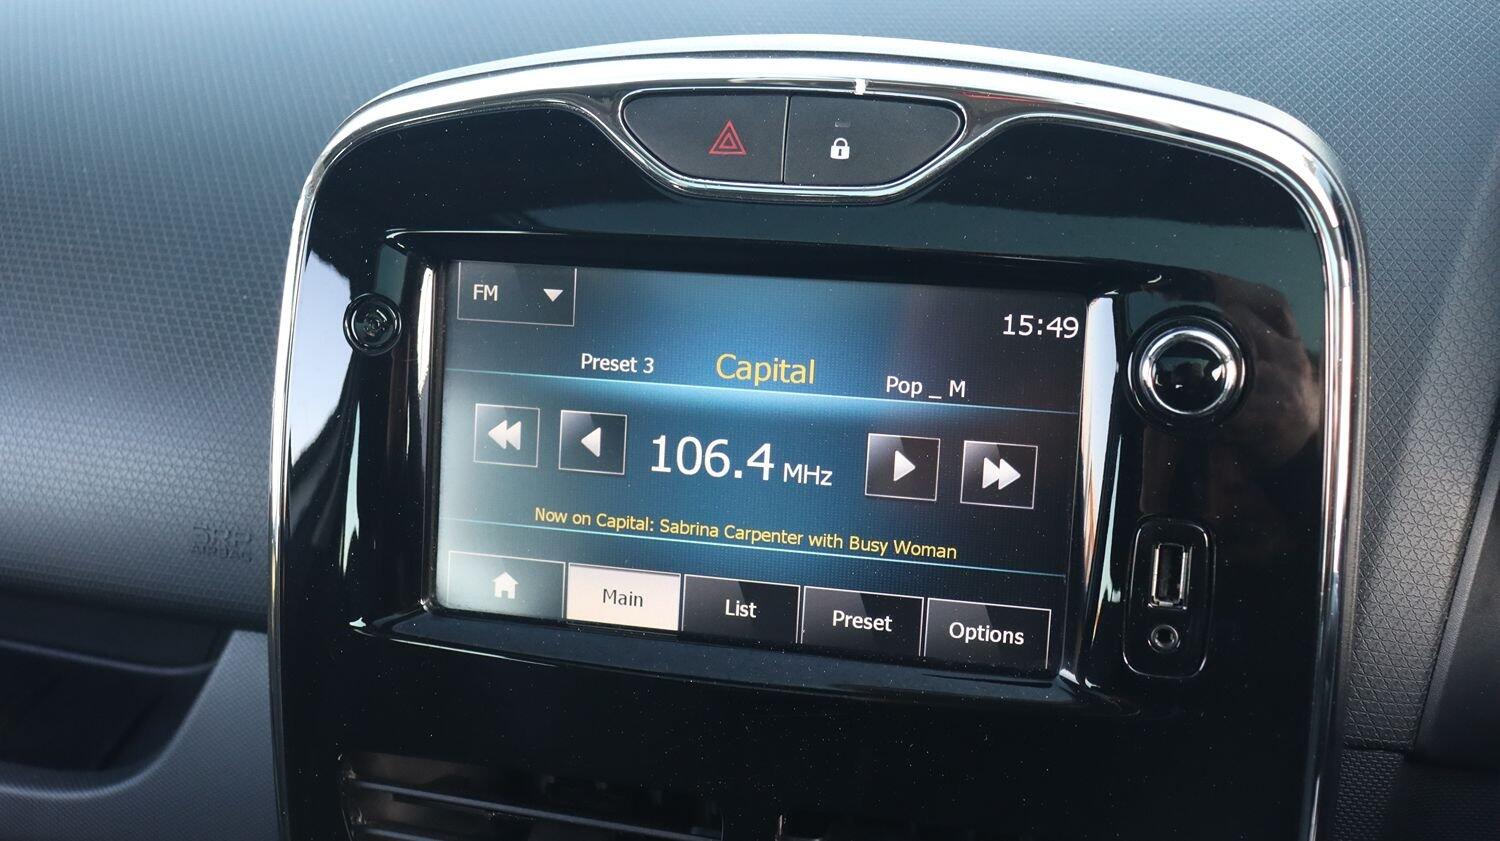 FM
15:49
Preset 3 Capital Pop _ M
106.4 MHz
Now on Capital: Sabrina Carpenter with Busy Woman
Main List Preset Options
AIRBAG